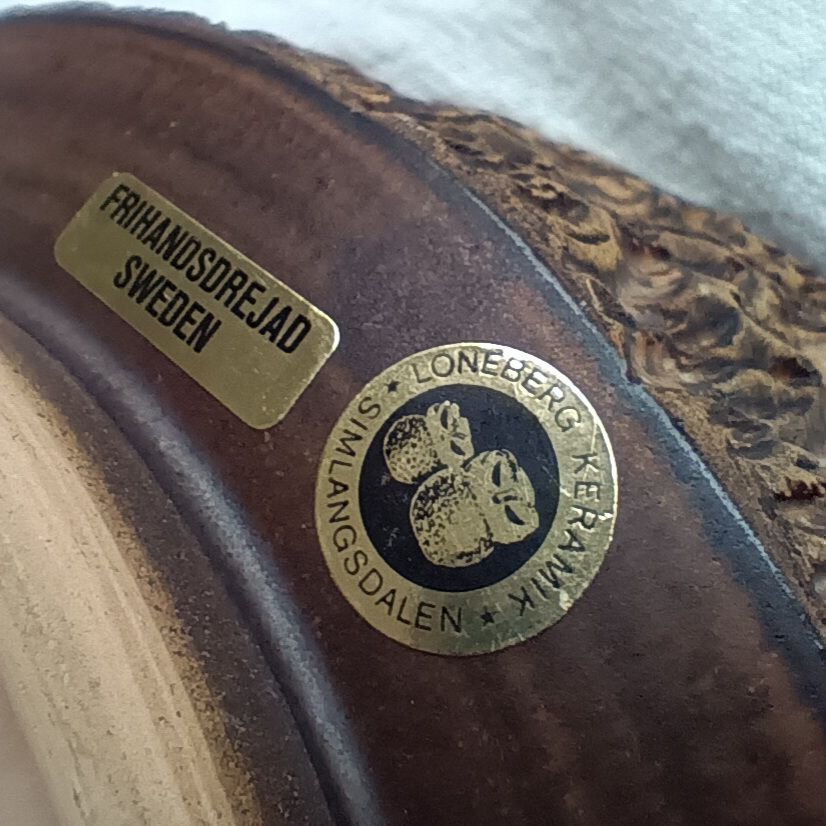 FRIHANDSDREJAD
SWEDEN
★ LONEBERG KERAMIK
★ SIMLANGSDALEN